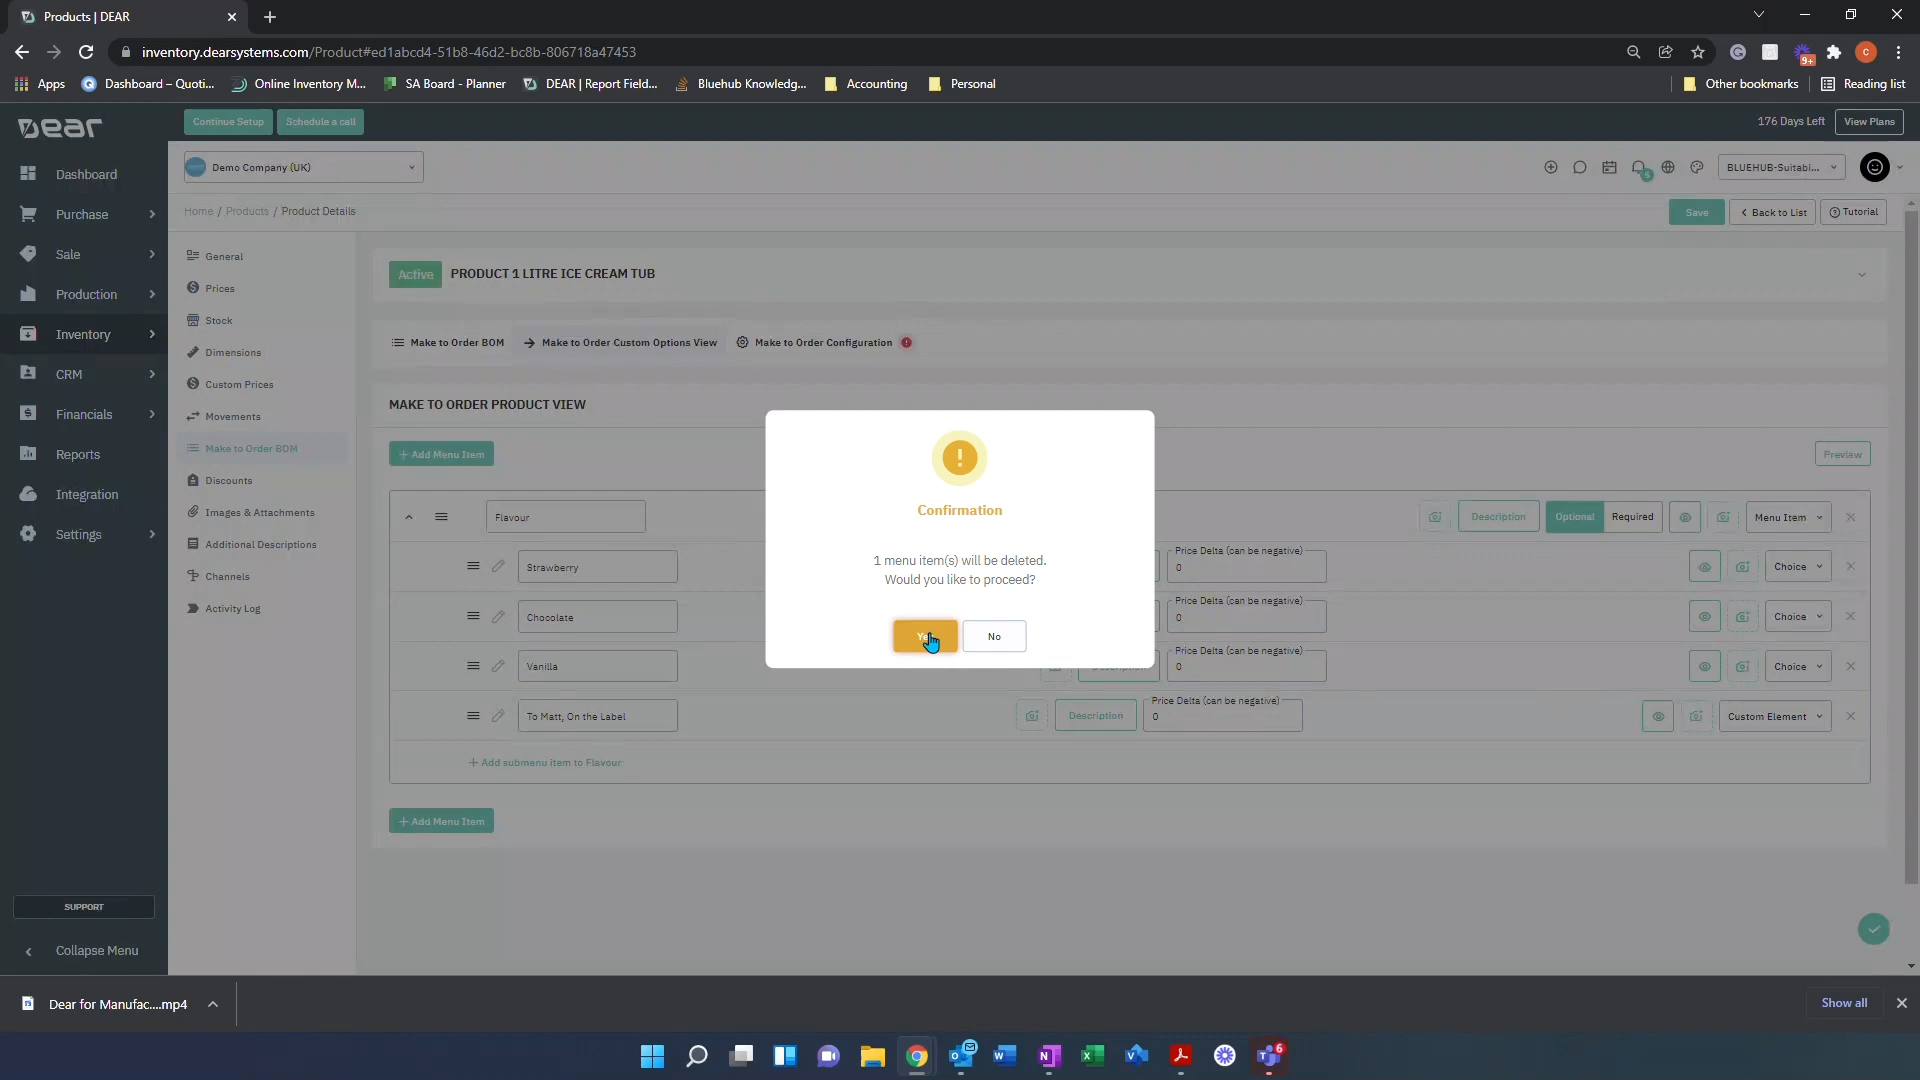 Products | DEAR
inventory.dearsystems.com/Product#ed1abcd4-51b8-46d2-bc8b-806718a47453
9+
C
Apps
Dashboard – Quoti...
Online Inventory M...
SA Board - Planner
DEAR | Report Field...
Bluehub Knowledg...
Accounting
Personal
Other bookmarks
Reading list
DEAR
Continue Setup
Schedule a call
176 Days Left
View Plans
Demo Company (UK)
5
BLUEHUB-Suitabi...
Home / Products / Product Details
Save
Back to List
Tutorial
Dashboard
Purchase
Sale
Production
Inventory
CRM
Financials
Reports
Integration
Settings
SUPPORT
Collapse Menu
General
Prices
Stock
Dimensions
Custom Prices
Movements
Make to Order BOM
Discounts
Images & Attachments
Additional Descriptions
Channels
Activity Log
Active
PRODUCT 1 LITRE ICE CREAM TUB
Make to Order BOM
Make to Order Custom Options View
Make to Order Configuration
MAKE TO ORDER PRODUCT VIEW
+ Add Menu Item
Preview
Flavour
Description
Optional
Required
Menu Item
Strawberry
Price Delta (can be negative)
0
Choice
Chocolate
Price Delta (can be negative)
0
Choice
Vanilla
Price Delta (can be negative)
0
Choice
To Matt, On the Label
Description
Price Delta (can be negative)
0
Custom Element
+ Add submenu item to Flavour
+ Add Menu Item
Confirmation
1 menu item(s) will be deleted.
Would you like to proceed?
No
Dear for Manufac....mp4
Show all
6